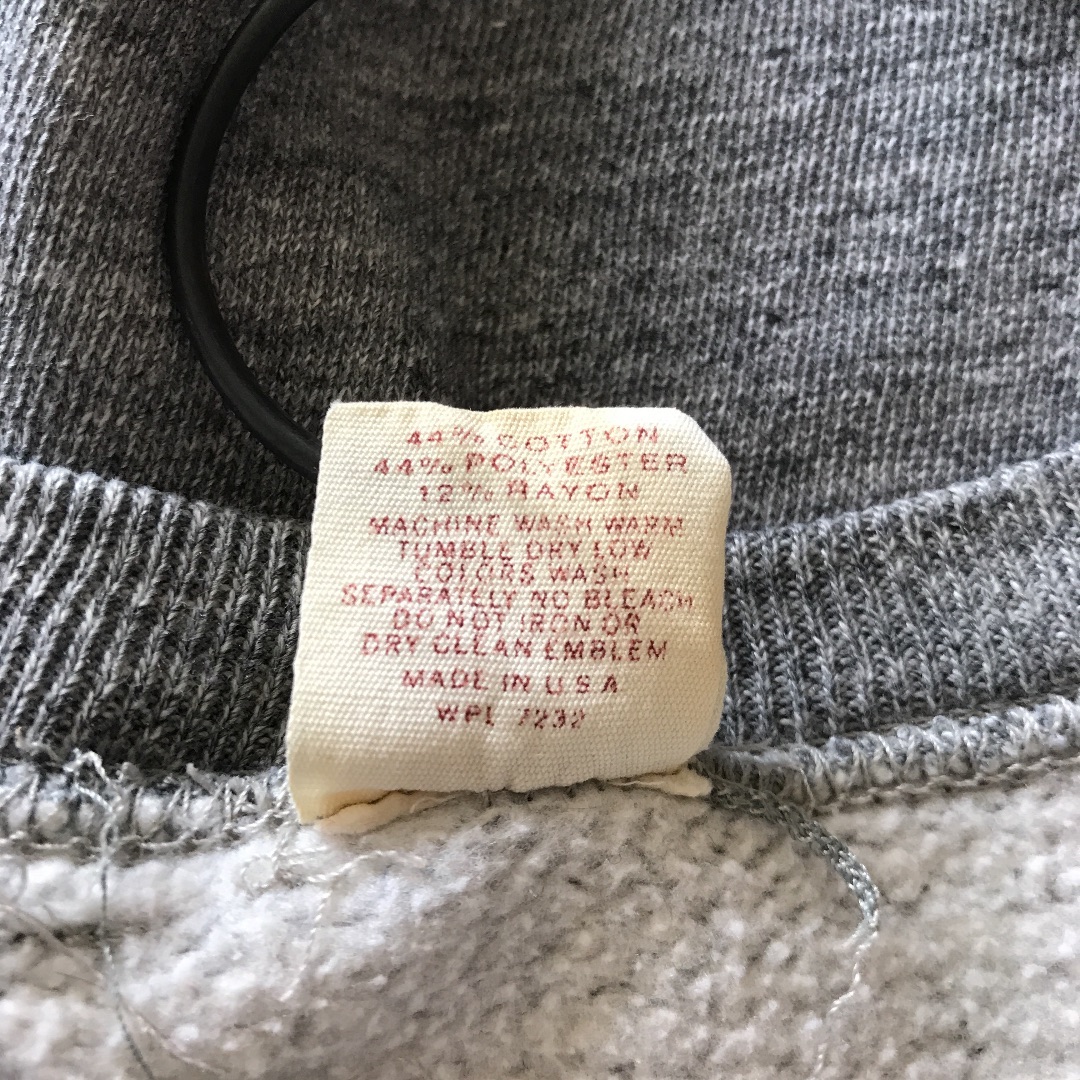 44% COTTON
44% POLYESTER
12% RAYON
MACHINE WASH WARM
TUMBLE DRY LOW
COLORS WASH
SEPARATELY NO BLEACH
DO NOT IRON OR
DRY CLEAN EMBLEM
MADE IN U S A
WPL 7232